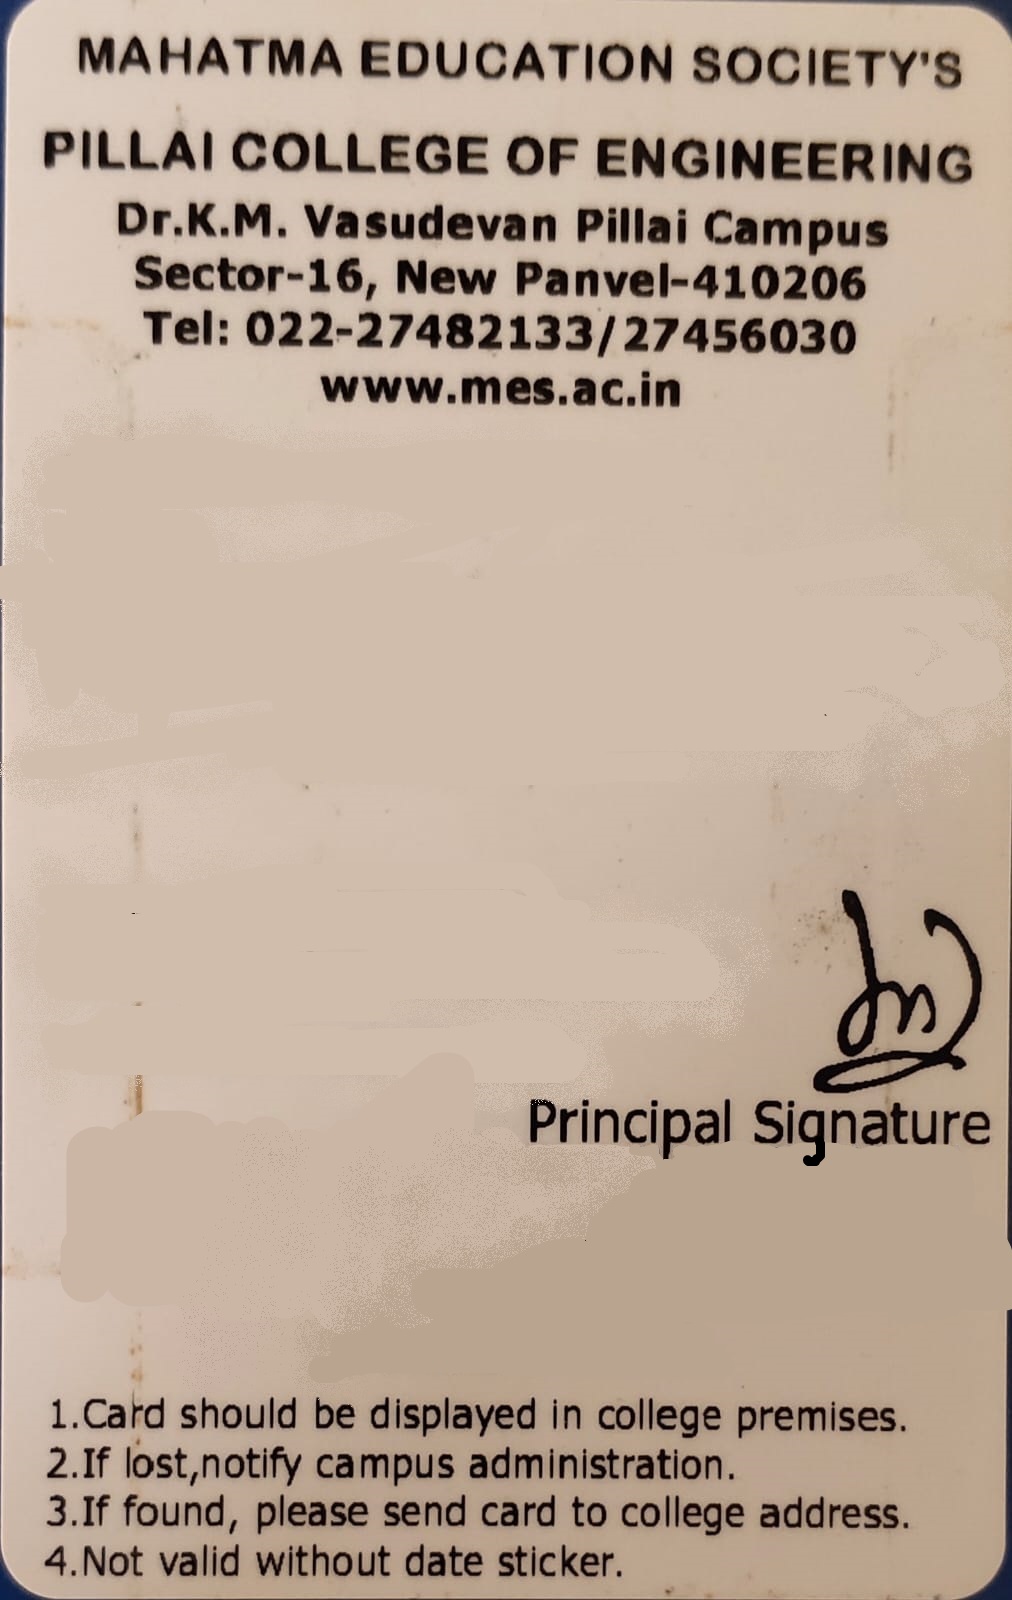 MAHATMA EDUCATION SOCIETY'S
PILLAI COLLEGE OF ENGINEERING
Dr.K.M. Vasudevan Pillai Campus
Sector-16, New Panvel-410206
Tel: 022-27482133/27456030
www.mes.ac.in
Principal Signature
1.Card should be displayed in college premises.
2.If lost,notify campus administration.
3.If found, please send card to college address.
4.Not valid without date sticker.